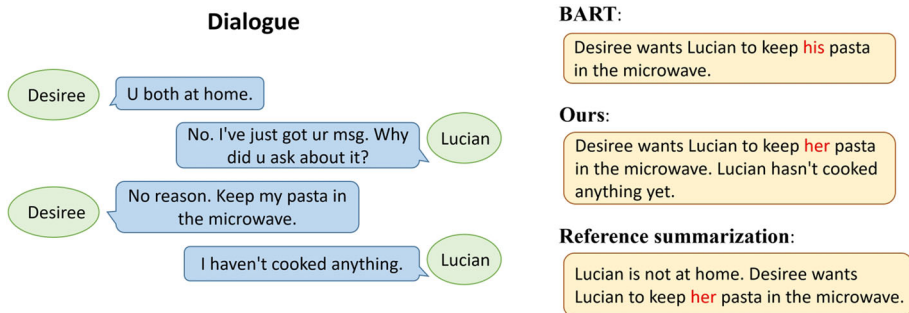 Dialogue
Desiree
U both at home.
No. I've just got ur msg. Why
did u ask about it?
Lucian
Desiree
No reason. Keep my pasta in
the microwave.
I haven't cooked anything.
Lucian
BART:
Desiree wants Lucian to keep his pasta
in the microwave.
Ours:
Desiree wants Lucian to keep her pasta
in the microwave. Lucian hasn't cooked
anything yet.
Reference summarization:
Lucian is not at home. Desiree wants
Lucian to keep her pasta in the microwave.